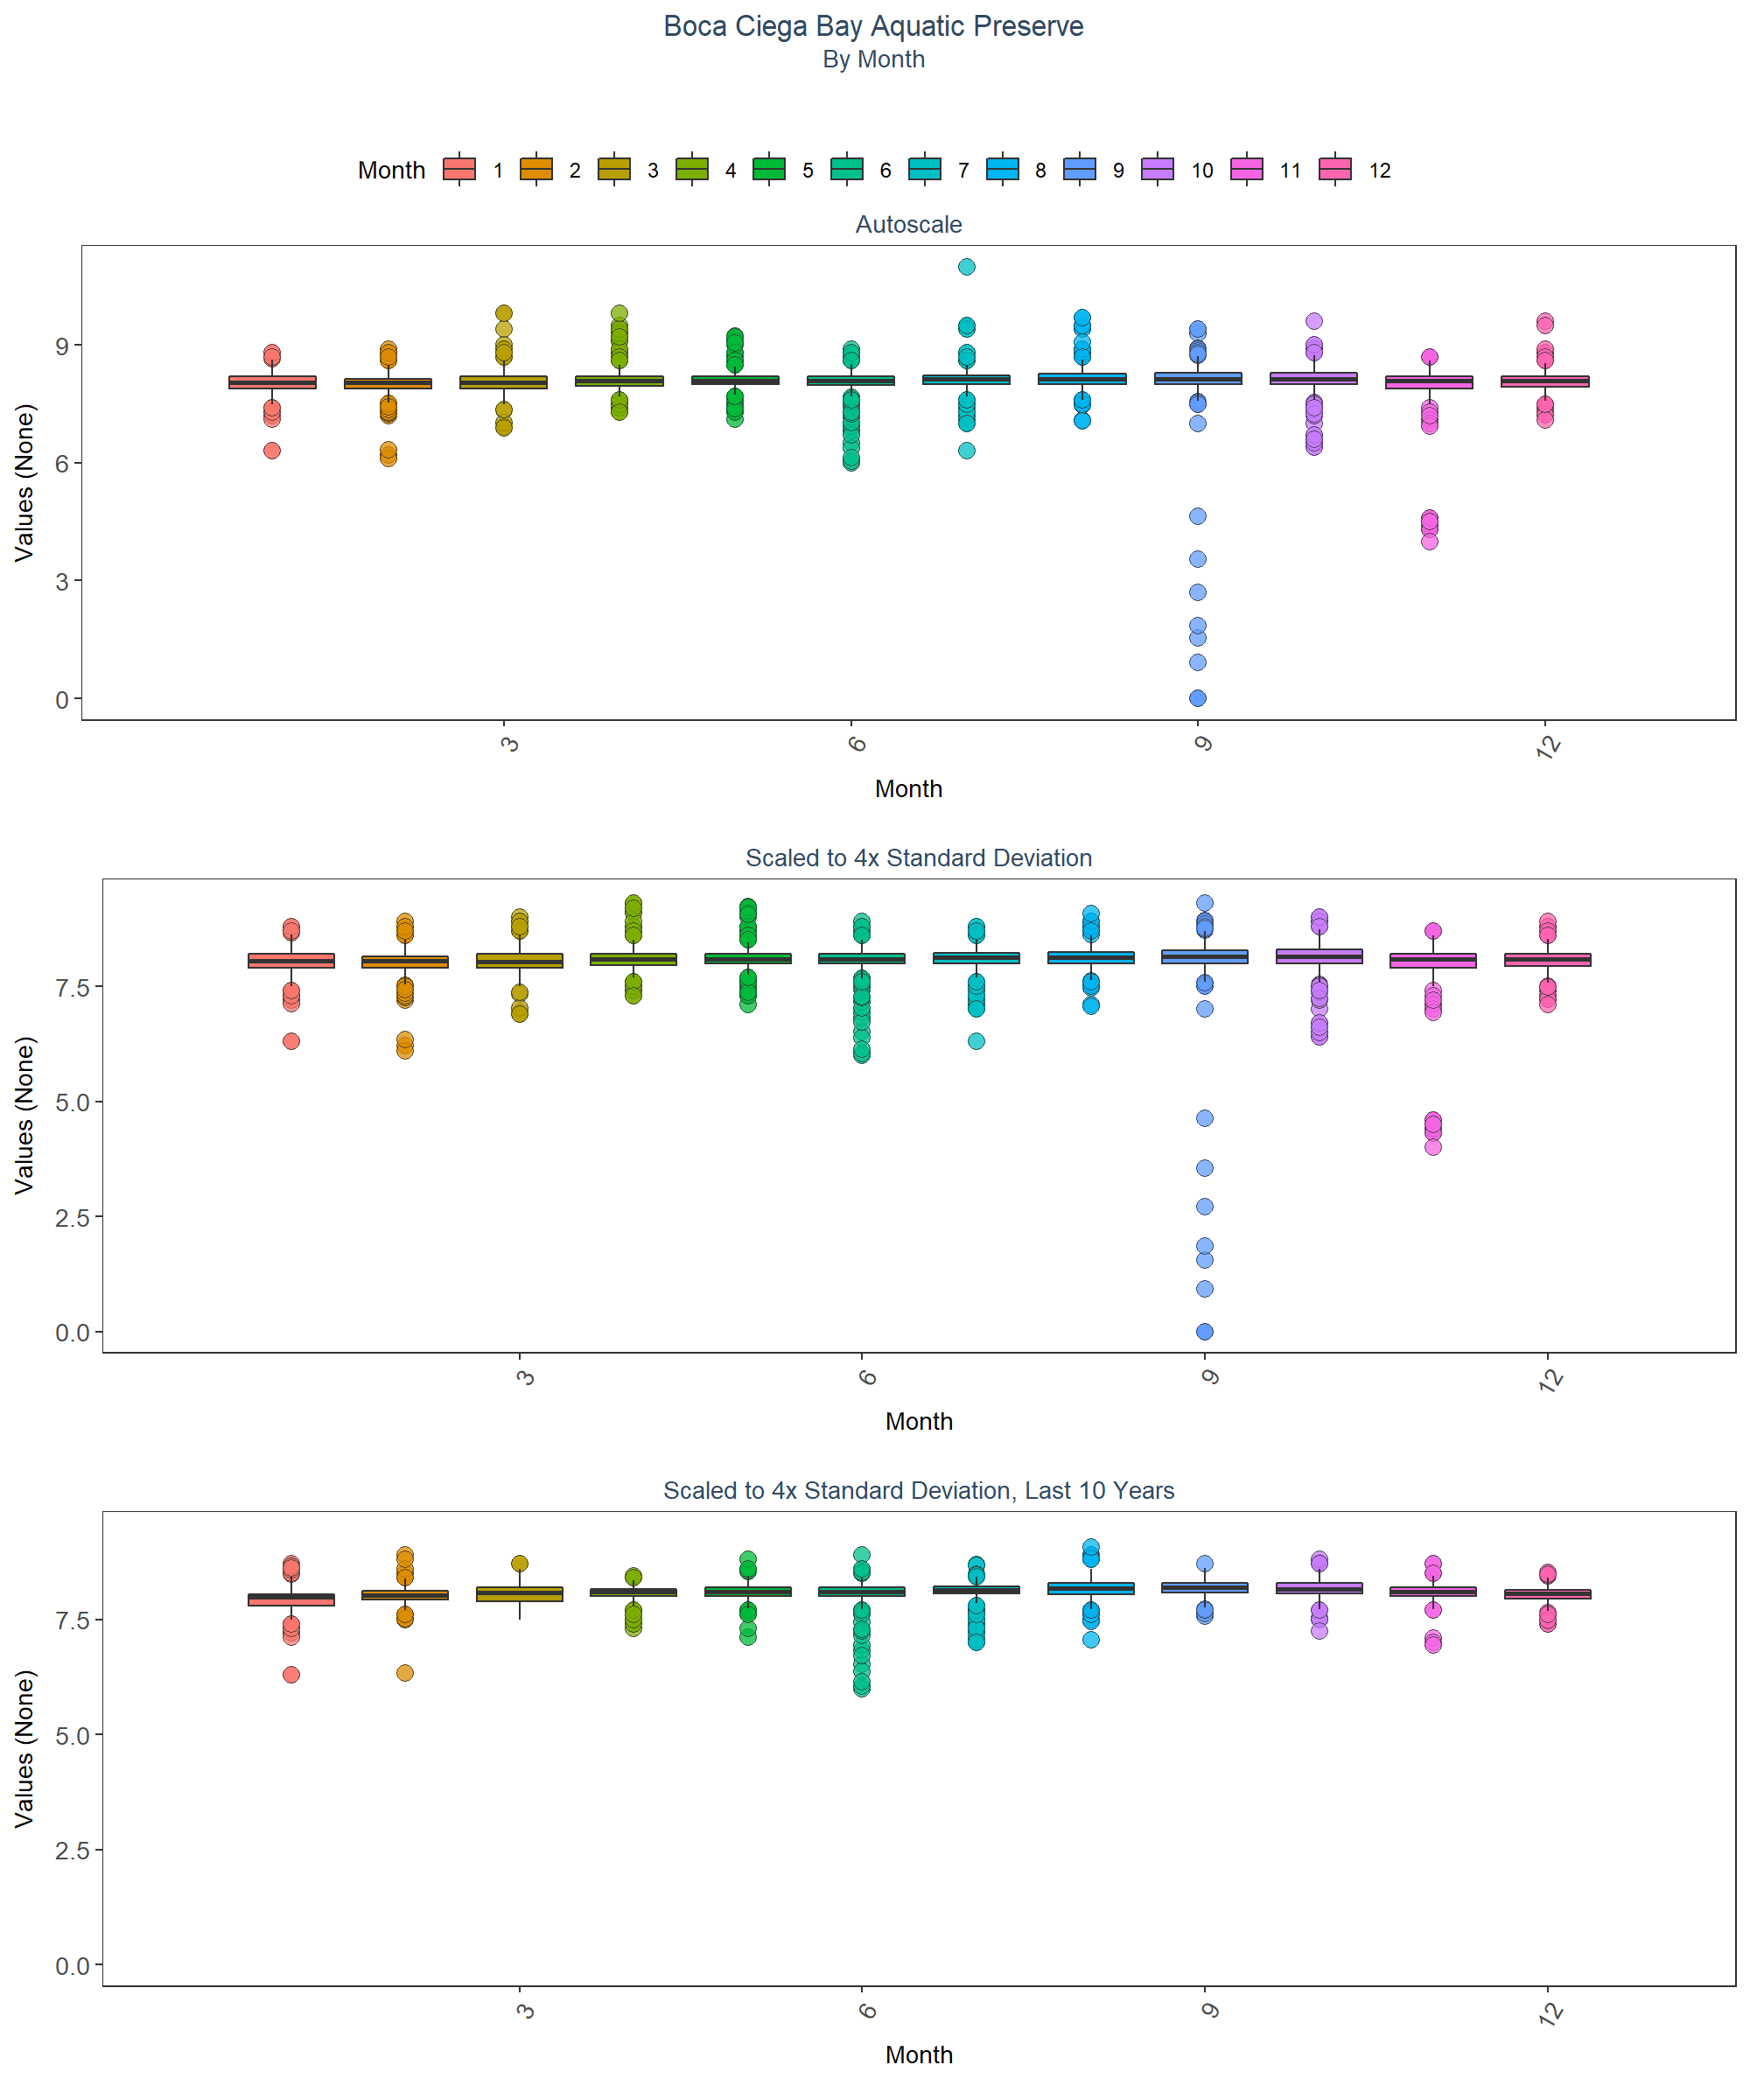 Boca Ciega Bay Aquatic Preserve
By Month
Month 1 2 3 4 5 6 7 8 9 10 11 12
Autoscale
Values (None)
9
6
3
0
3 6 9 12
Month
Scaled to 4x Standard Deviation
Values (None)
7.5
5.0
2.5
0.0
3 6 9 12
Month
Scaled to 4x Standard Deviation, Last 10 Years
Values (None)
7.5
5.0
2.5
0.0
3 6 9 12
Month